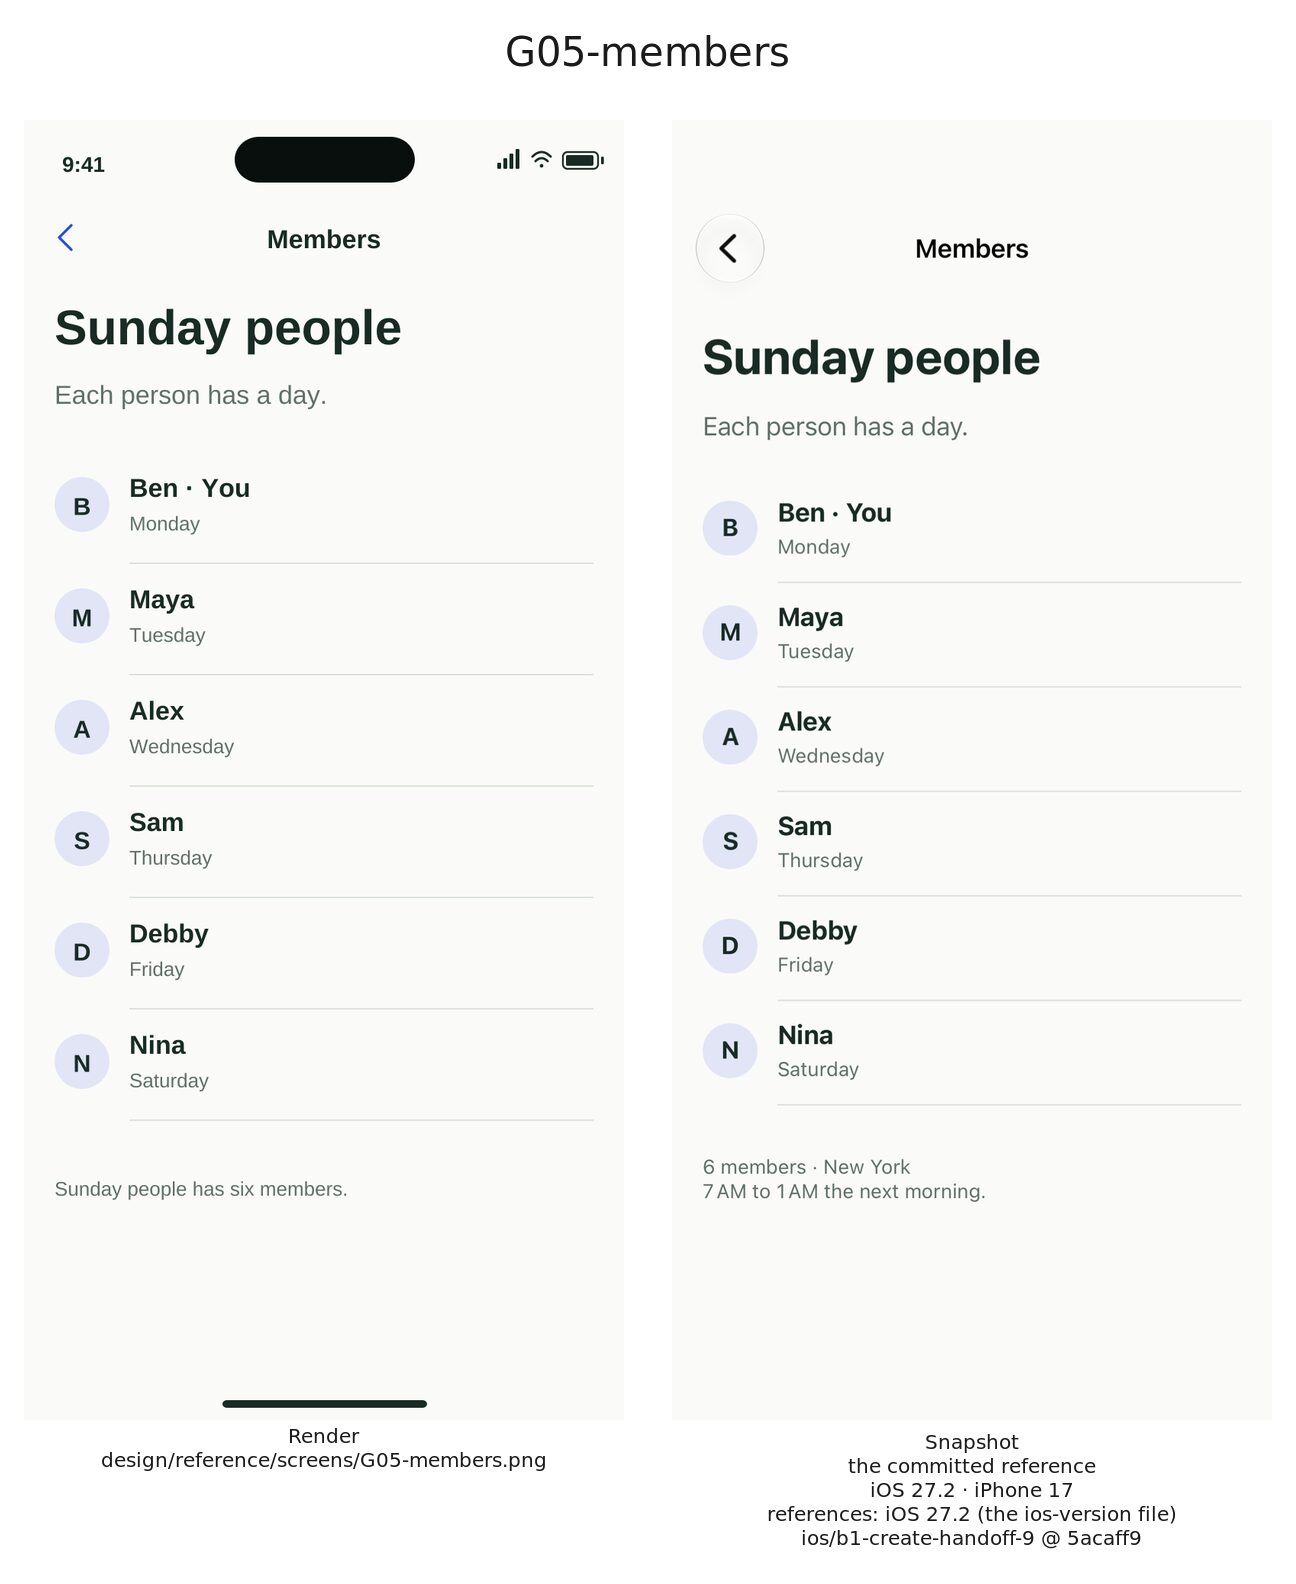 G05-members
9:41
Members
Sunday people
Each person has a day.
B
Ben · You
Monday
M
Maya
Tuesday
A
Alex
Wednesday
S
Sam
Thursday
D
Debby
Friday
N
Nina
Saturday
Sunday people has six members.
Render
design/reference/screens/G05-members.png
Members
Sunday people
Each person has a day.
B
Ben · You
Monday
M
Maya
Tuesday
A
Alex
Wednesday
S
Sam
Thursday
D
Debby
Friday
N
Nina
Saturday
6 members · New York
7 AM to 1 AM the next morning.
Snapshot
the committed reference
iOS 27.2 · iPhone 17
references: iOS 27.2 (the ios-version file)
ios/b1-create-handoff-9 @ 5acaff9